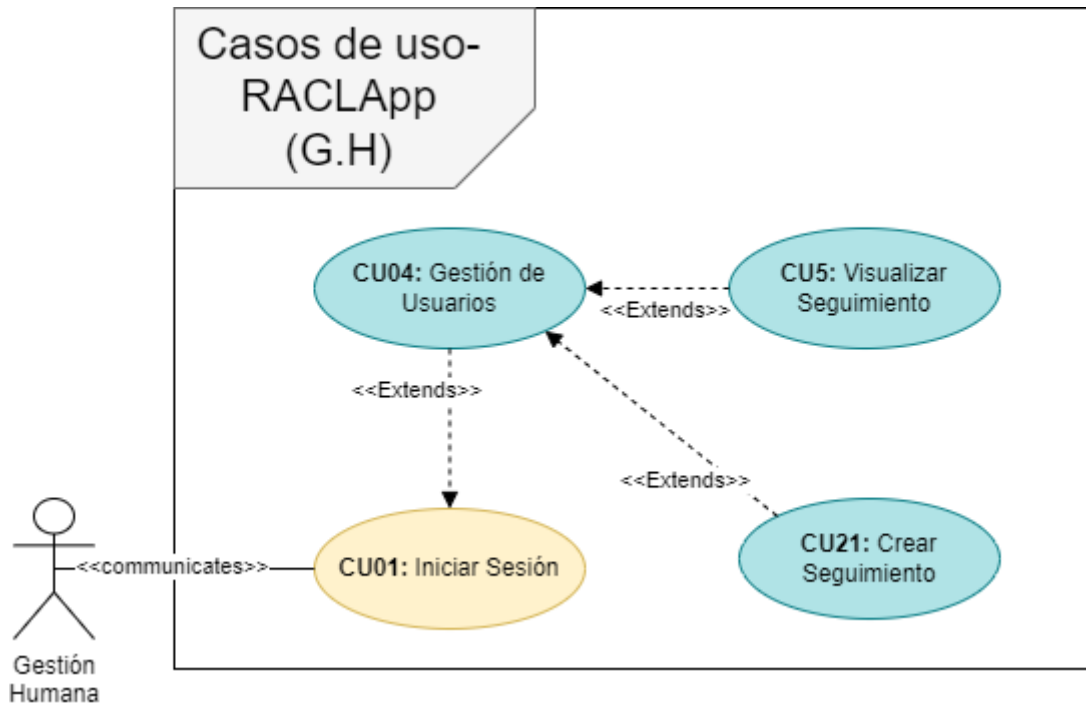 Casos de uso-
RACLApp
(G.H)
CU04: Gestión de
Usuarios
CU5: Visualizar
Seguimiento
<<Extends>>
<<Extends>>
<<Extends>>
CU21: Crear
Seguimiento
<<communicates>>
CU01: Iniciar Sesión
Gestión
Humana